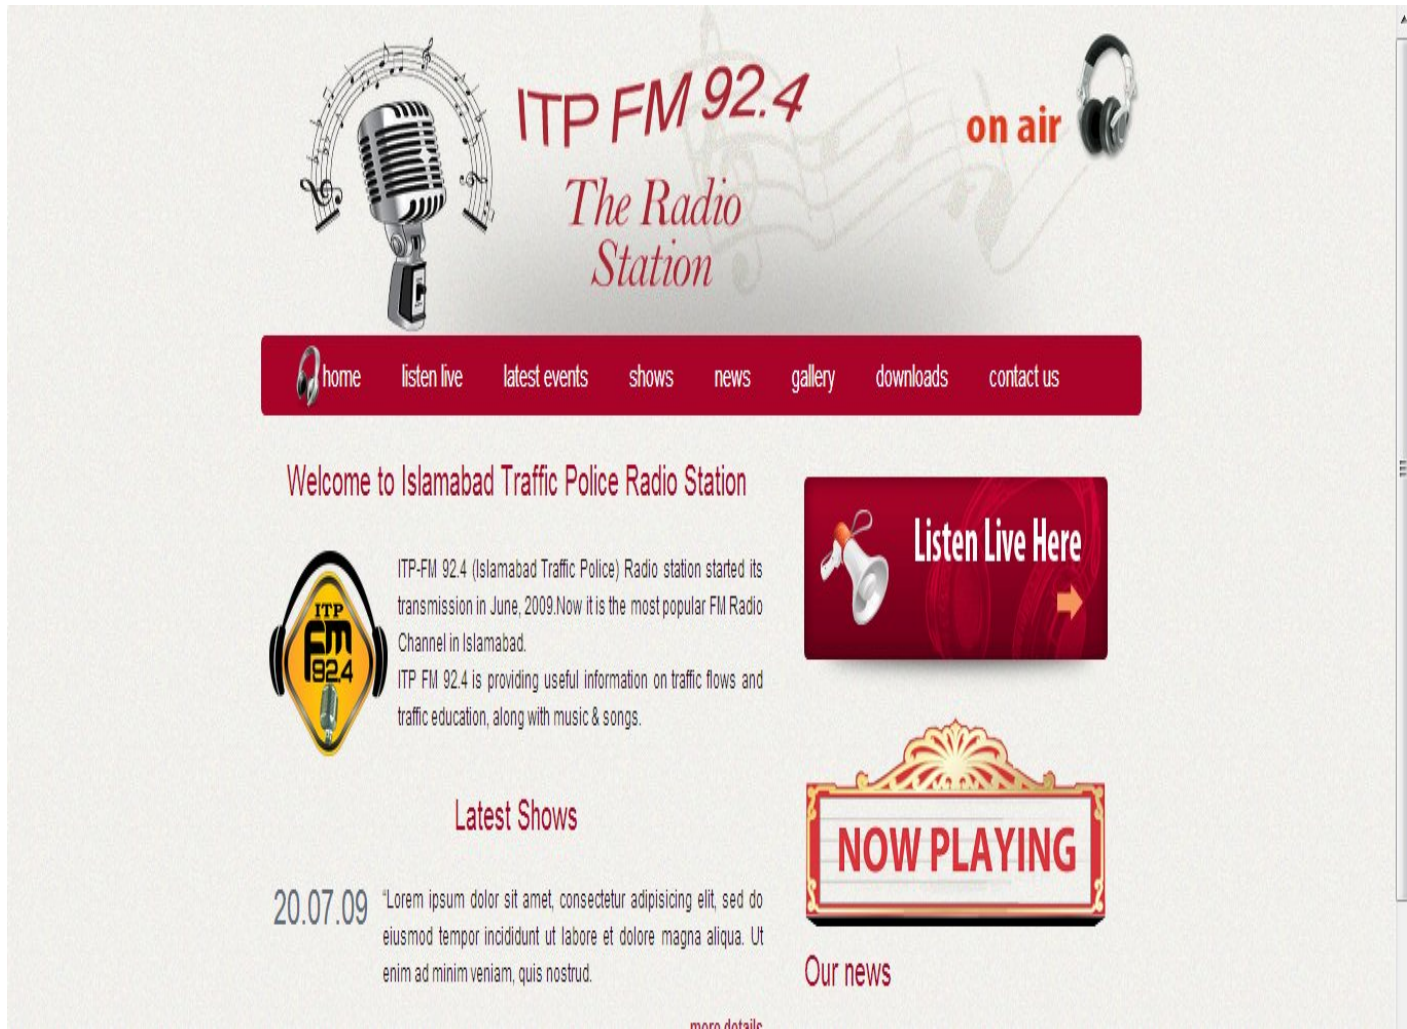 ITP FM 92.4
on air
The Radio
Station
home listen live latest events shows news gallery downloads contact us
Welcome to Islamabad Traffic Police Radio Station
ITP
FM
92.4
ITP-FM 92.4 (Islamabad Traffic Police) Radio station started its
transmission in June, 2009.Now it is the most popular FM Radio
Channel in Islamabad.
ITP FM 92.4 is providing useful information on traffic flows and
traffic education, along with music & songs.
Latest Shows
20.07.09
“Lorem ipsum dolor sit amet, consectetur adipisicing elit, sed do
eiusmod tempor incididunt ut labore et dolore magna aliqua. Ut
enim ad minim veniam, quis nostrud.
more details
Listen Live Here
NOW PLAYING
Our news